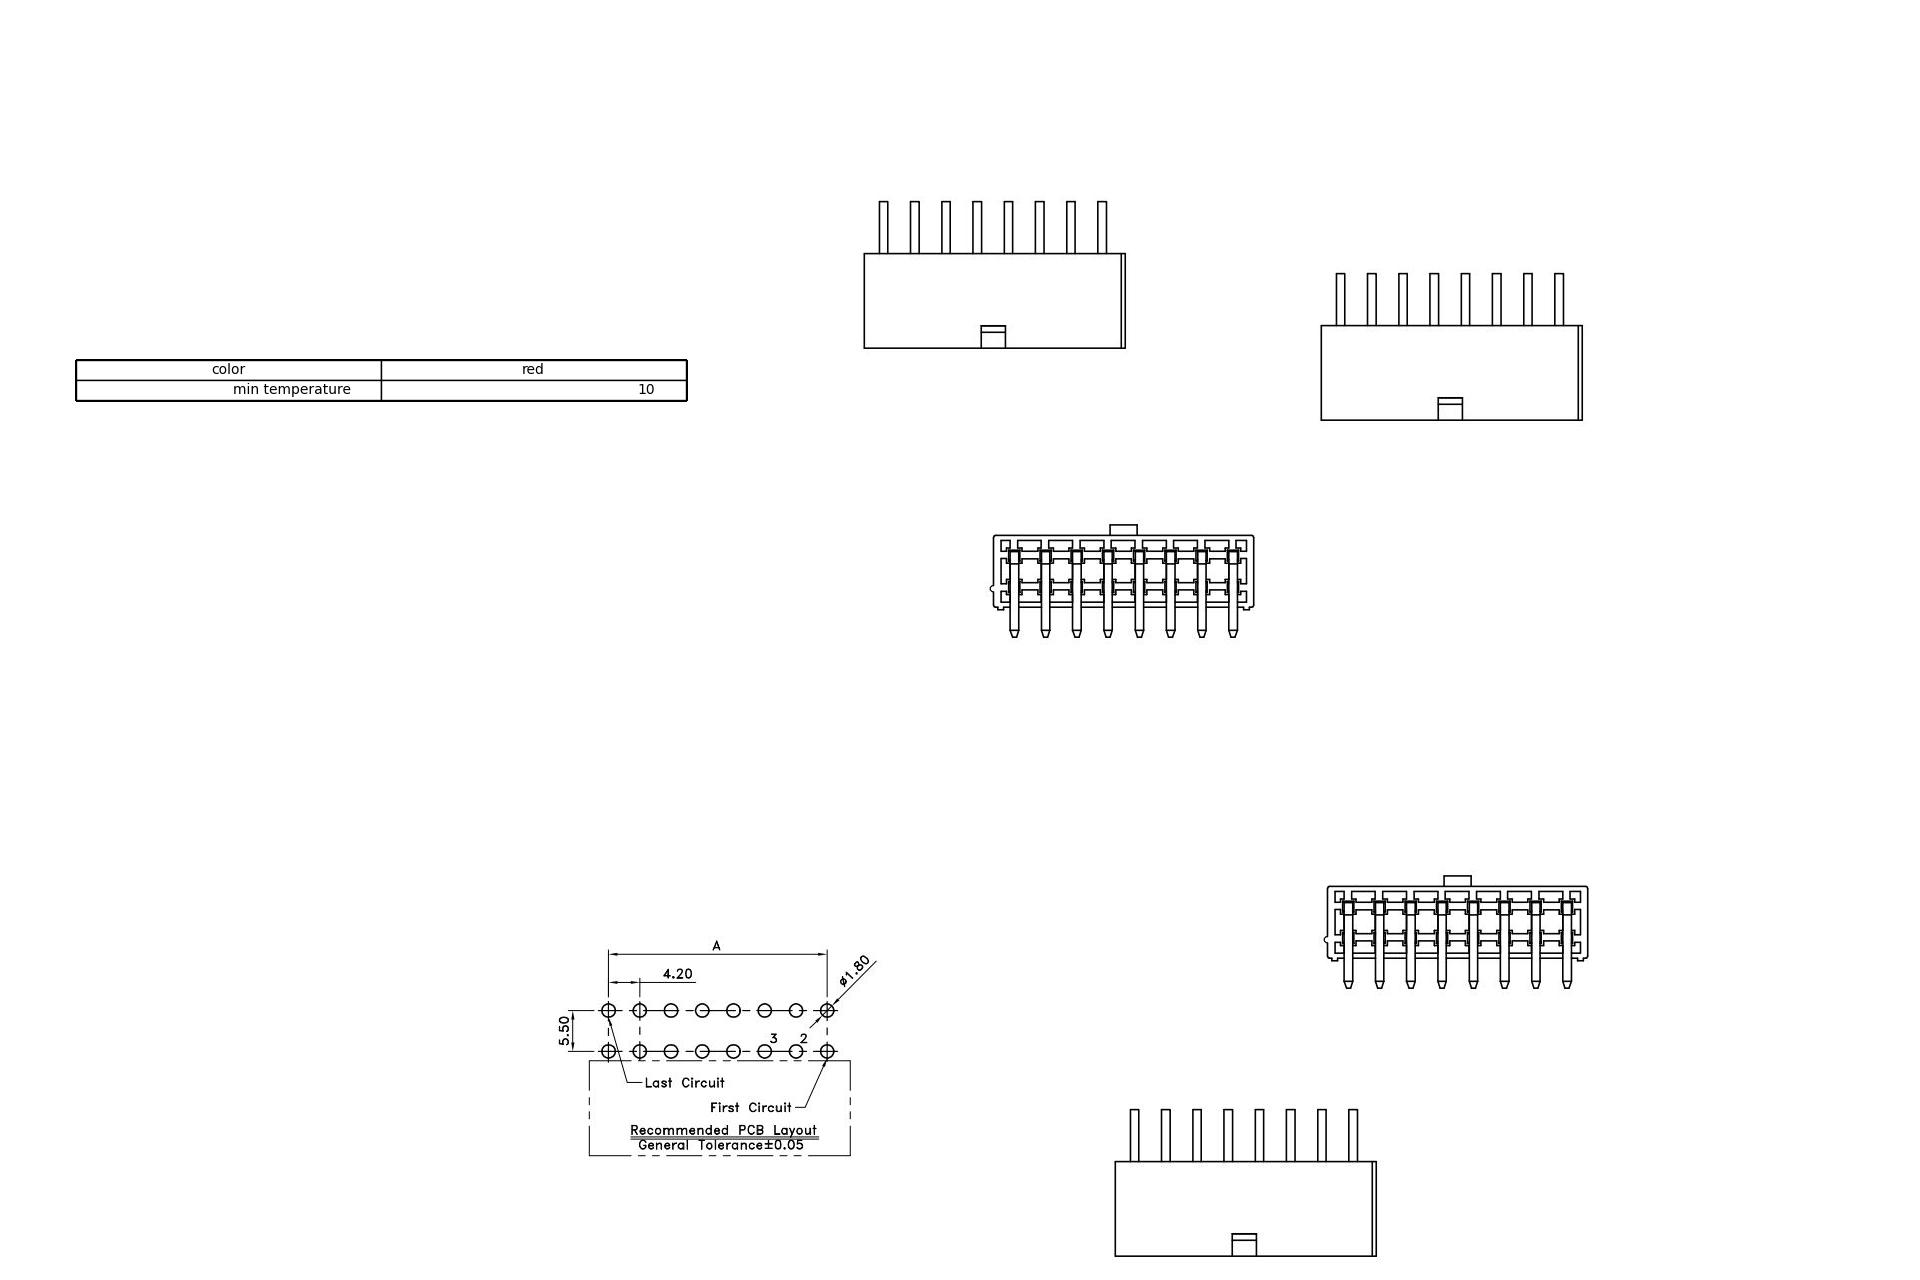 color red
min temperature 10
A
4.20
ø1.80
5.50
3 2
Last Circuit
First Circuit
Recommended PCB Layout
General Tolerance±0.05